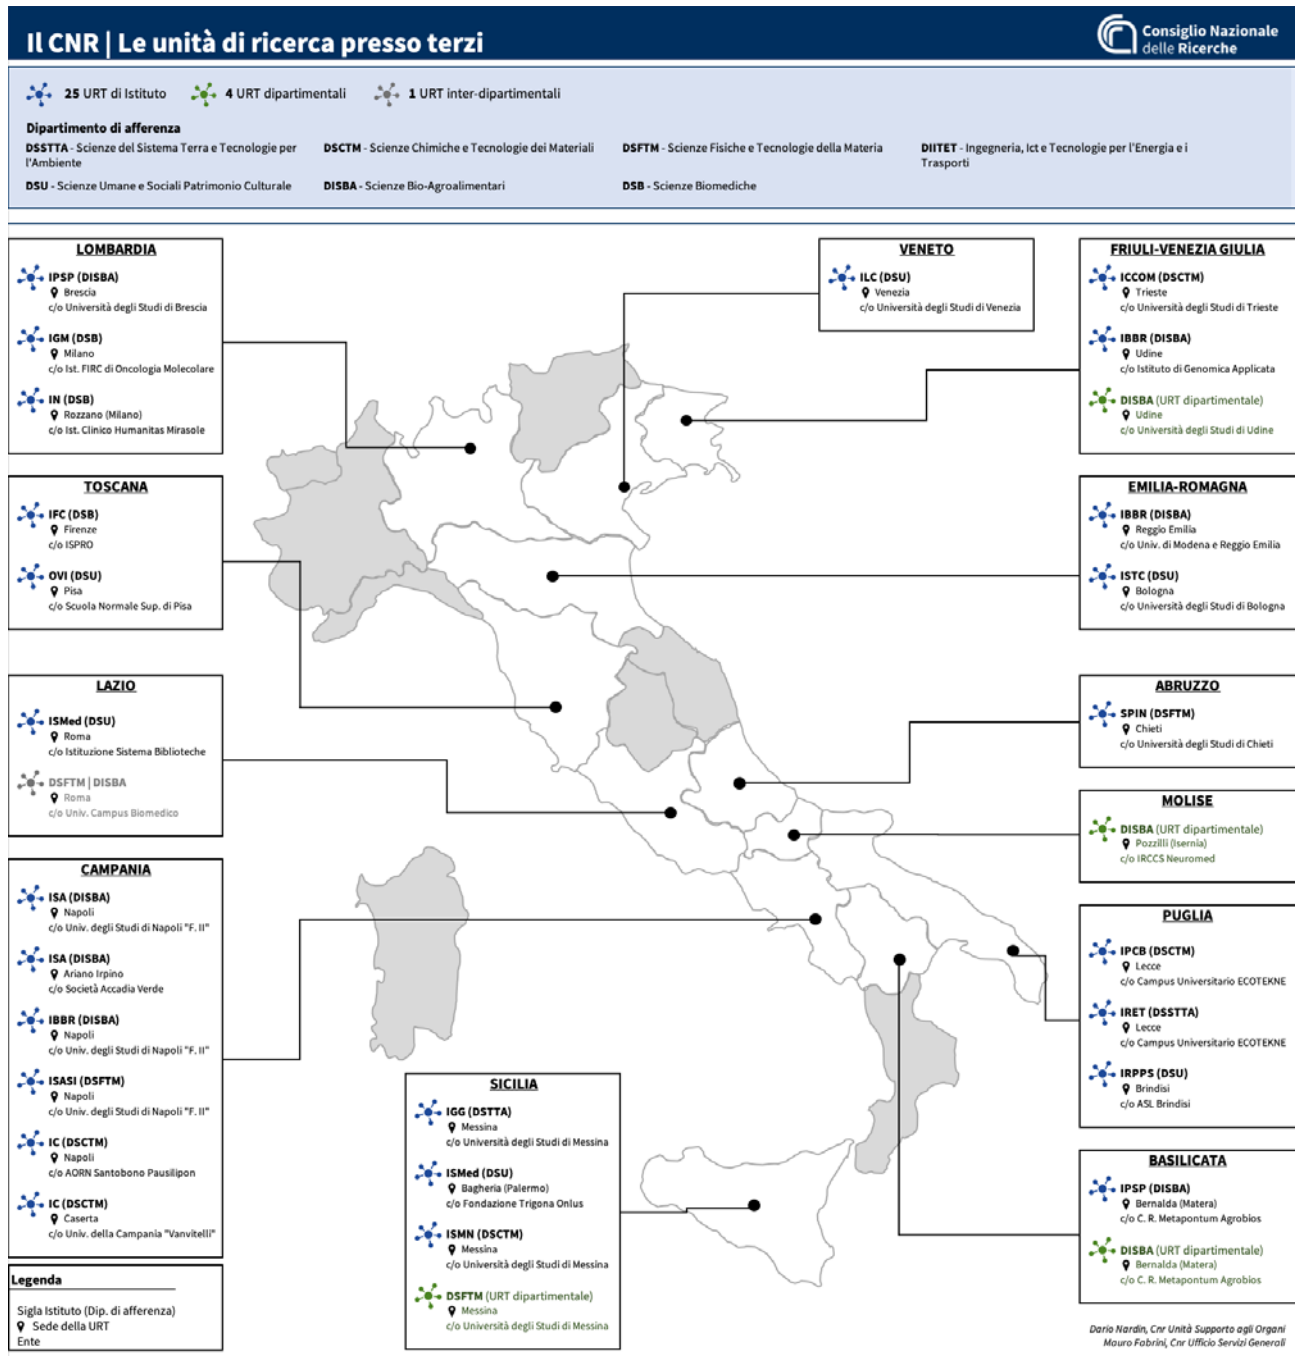 Il CNR | Le unità di ricerca presso terzi
Consiglio Nazionale
delle Ricerche
25 URT di Istituto
4 URT dipartimentali
1 URT inter-dipartimentali
Dipartimento di afferenza
DSSTTA - Scienze del Sistema Terra e Tecnologie per
l'Ambiente
DSCTM - Scienze Chimiche e Tecnologie dei Materiali
DSFTM - Scienze Fisiche e Tecnologie della Materia
DIITET - Ingegneria, Ict e Tecnologie per l'Energia e i
Trasporti
DSU - Scienze Umane e Sociali Patrimonio Culturale
DISBA - Scienze Bio-Agroalimentari
DSB - Scienze Biomediche
LOMBARDIA
IPSP (DISBA)
Brescia
c/o Università degli Studi di Brescia
IGM (DSB)
Milano
c/o Ist. FIRC di Oncologia Molecolare
IN (DSB)
Rozzano (Milano)
c/o Ist. Clinico Humanitas Mirasole
VENETO
ILC (DSU)
Venezia
c/o Università degli Studi di Venezia
FRIULI-VENEZIA GIULIA
ICCOM (DSCTM)
Trieste
c/o Università degli Studi di Trieste
IBBR (DISBA)
Udine
c/o Istituto di Genomica Applicata
DISBA (URT dipartimentale)
Udine
c/o Università degli Studi di Udine
TOSCANA
IFC (DSB)
Firenze
c/o ISPRO
OVI (DSU)
Pisa
c/o Scuola Normale Sup. di Pisa
EMILIA-ROMAGNA
IBBR (DISBA)
Reggio Emilia
c/o Univ. di Modena e Reggio Emilia
ISTC (DSU)
Bologna
c/o Università degli Studi di Bologna
LAZIO
ISMed (DSU)
Roma
c/o Istituzione Sistema Biblioteche
DSFTM | DISBA
Roma
c/o Univ. Campus Biomedico
ABRUZZO
SPIN (DSFTM)
Chieti
c/o Università degli Studi di Chieti
MOLISE
DISBA (URT dipartimentale)
Pozzilli (Isernia)
c/o IRCCS Neuromed
CAMPANIA
ISA (DISBA)
Napoli
c/o Univ. degli Studi di Napoli "F. II"
ISA (DISBA)
Ariano Irpino
c/o Società Accadia Verde
IBBR (DISBA)
Napoli
c/o Univ. degli Studi di Napoli "F. II"
ISASI (DSFTM)
Napoli
c/o Univ. degli Studi di Napoli "F. II"
IC (DSCTM)
Napoli
c/o AORN Santobono Pausilipon
IC (DSCTM)
Caserta
c/o Univ. della Campania "Vanvitelli"
PUGLIA
IPCB (DSCTM)
Lecce
c/o Campus Universitario ECOTEKNE
IRET (DSSTTA)
Lecce
c/o Campus Universitario ECOTEKNE
IRPPS (DSU)
Brindisi
c/o ASL Brindisi
SICILIA
IGG (DSTTA)
Messina
c/o Università degli Studi di Messina
ISMed (DSU)
Bagheria (Palermo)
c/o Fondazione Trigona Onlus
ISMN (DSCTM)
Messina
c/o Università degli Studi di Messina
DSFTM (URT dipartimentale)
Messina
c/o Università degli Studi di Messina
BASILICATA
IPSP (DISBA)
Bernalda (Matera)
c/o C. R. Metapontum Agrobios
DISBA (URT dipartimentale)
Bernalda (Matera)
c/o C. R. Metapontum Agrobios
Legenda
Sigla Istituto (Dip. di afferenza)
Sede della URT
Ente
Dario Nardin, Cnr Unità Supporto agli Organi
Mauro Fabrini, Cnr Ufficio Servizi Generali